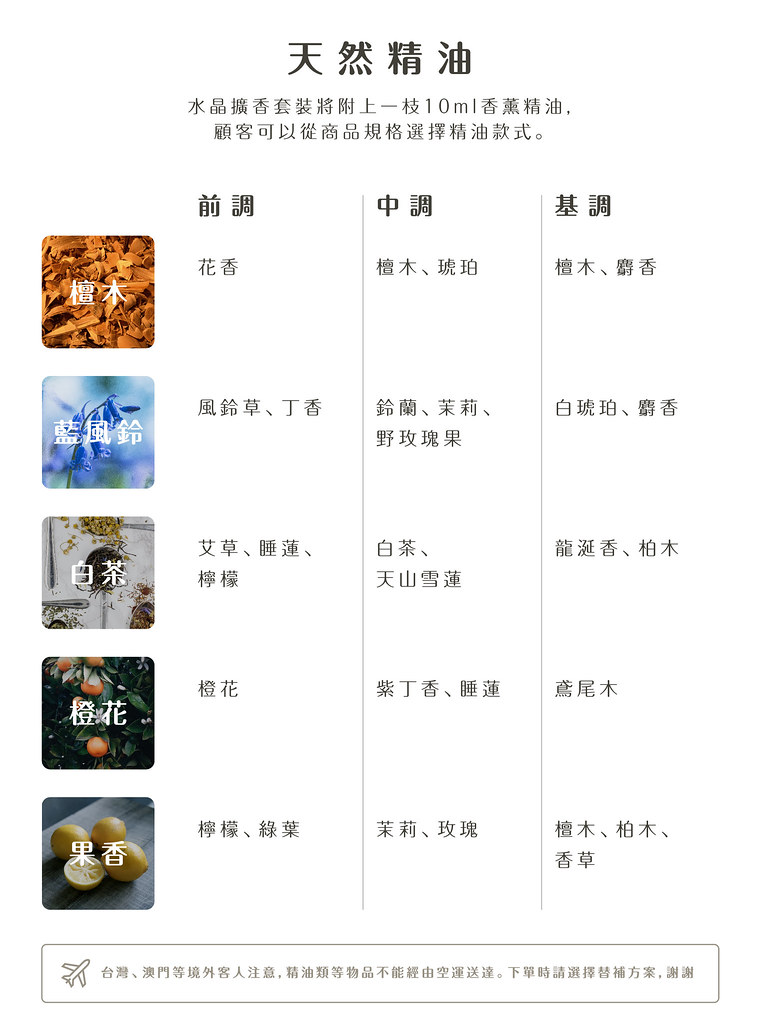 天然精油
水晶擴香套裝將附上一枝10ml香薰精油，
顧客可以從商品規格選擇精油款式。
前調
中調
基調
檀木
花香
檀木、琥珀
檀木、麝香
藍風鈴
風鈴草、丁香
鈴蘭、茉莉、
野玫瑰果
白琥珀、麝香
白茶
艾草、睡蓮、
檸檬
白茶、
天山雪蓮
龍涎香、柏木
橙花
橙花
紫丁香、睡蓮
鳶尾木
果香
檸檬、綠葉
茉莉、玫瑰
檀木、柏木、
香草
台灣、澳門等境外客人注意，精油類等物品不能經由空運送達。下單時請選擇替補方案，謝謝